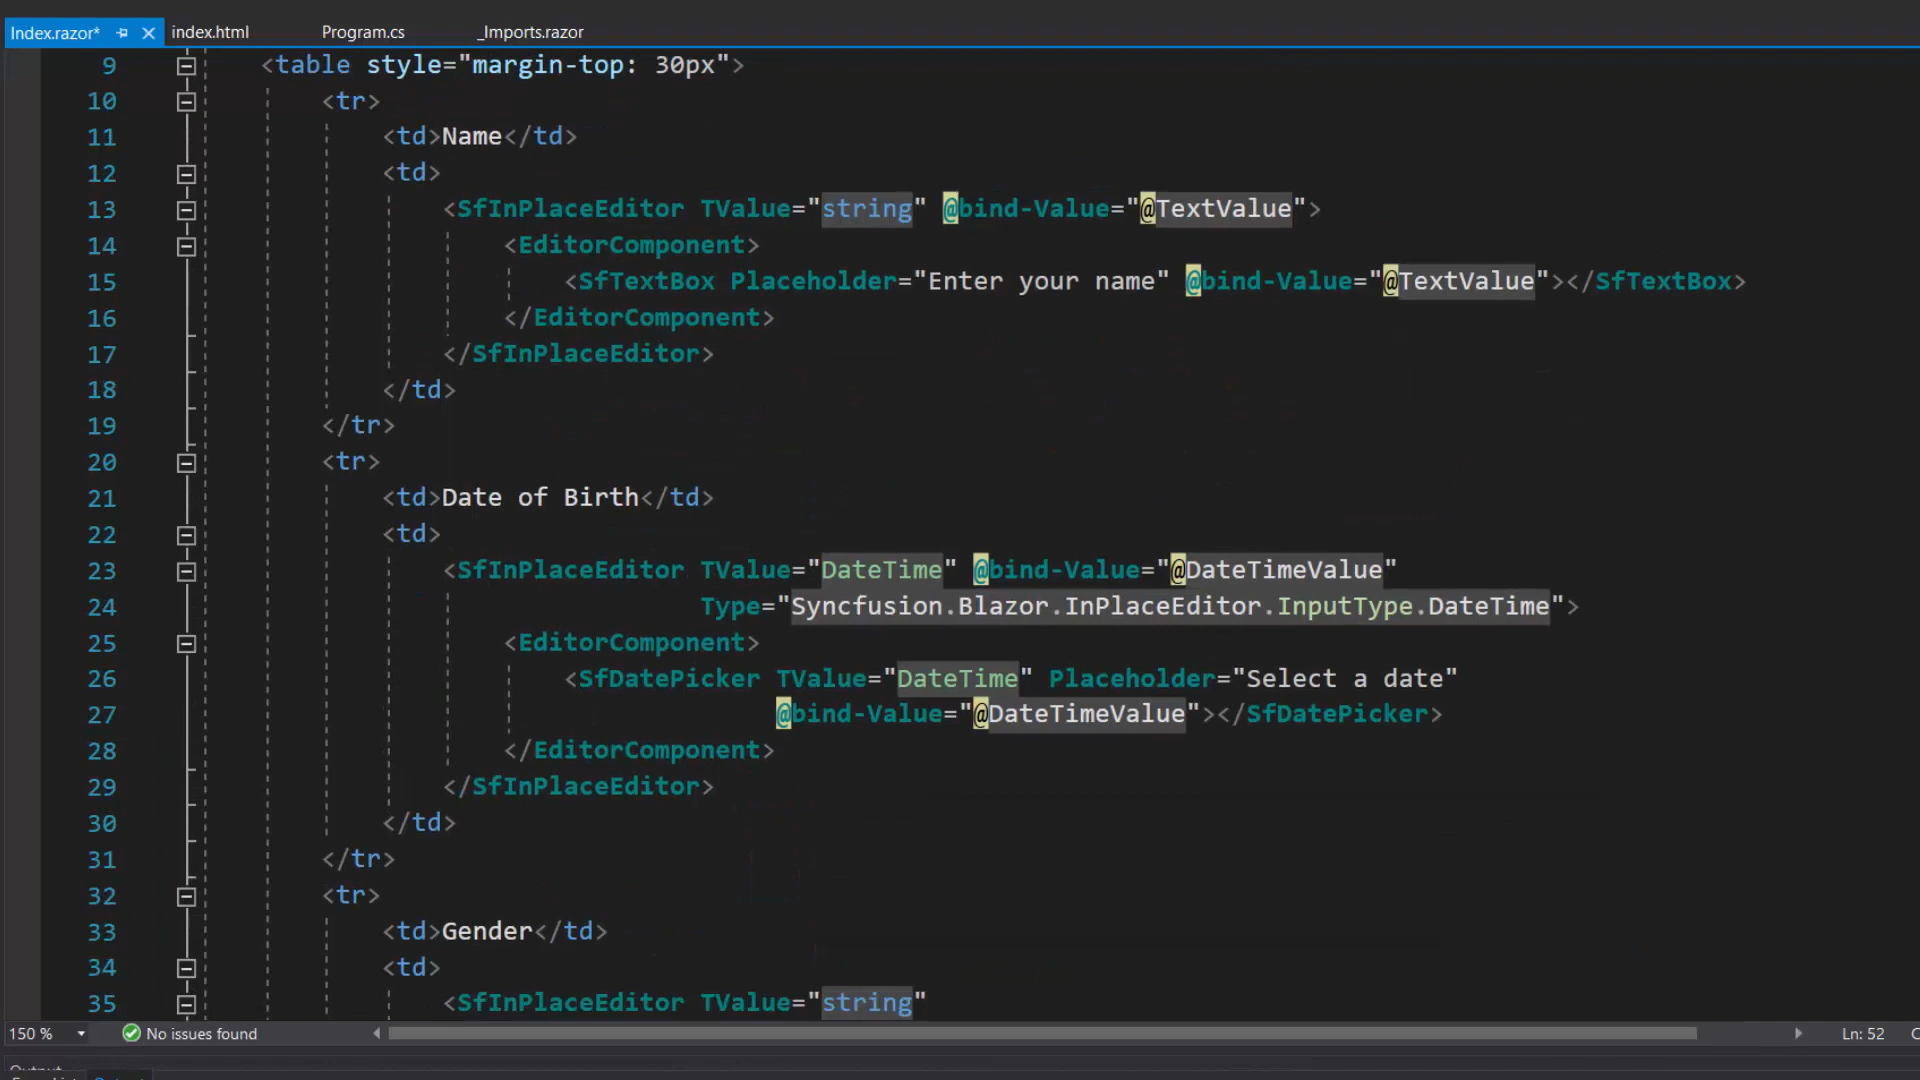 Index.razor* index.html Program.cs _Imports.razor
9 <table style="margin-top: 30px">
10 <tr>
11 <td>Name</td>
12 <td>
13 <SfInPlaceEditor TValue="string" @bind-Value="@TextValue">
14 <EditorComponent>
15 <SfTextBox Placeholder="Enter your name" @bind-Value="@TextValue"></SfTextBox>
16 </EditorComponent>
17 </SfInPlaceEditor>
18 </td>
19 </tr>
20 <tr>
21 <td>Date of Birth</td>
22 <td>
23 <SfInPlaceEditor TValue="DateTime" @bind-Value="@DateTimeValue"
24 Type="Syncfusion.Blazor.InPlaceEditor.InputType.DateTime">
25 <EditorComponent>
26 <SfDatePicker TValue="DateTime" Placeholder="Select a date"
27 @bind-Value="@DateTimeValue"></SfDatePicker>
28 </EditorComponent>
29 </SfInPlaceEditor>
30 </td>
31 </tr>
32 <tr>
33 <td>Gender</td>
34 <td>
35 <SfInPlaceEditor TValue="string"
150 % No issues found Ln: 52